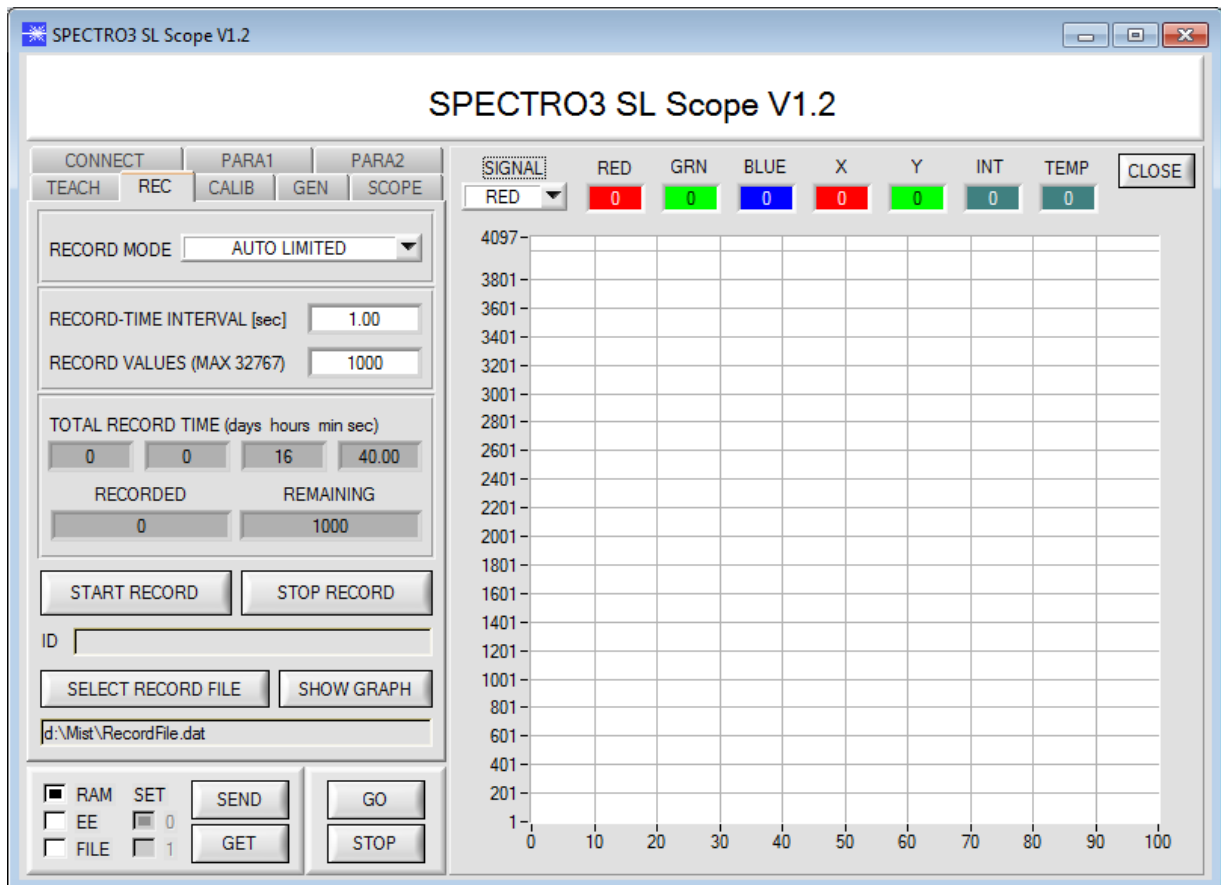 SPECTRO3 SL Scope V1.2
SPECTRO3 SL Scope V1.2
CONNECT PARA1 PARA2
TEACH REC CALIB GEN SCOPE
RECORD MODE AUTO LIMITED
RECORD-TIME INTERVAL [sec] 1.00
RECORD VALUES (MAX 32767) 1000
TOTAL RECORD TIME (days hours min sec)
0 0 16 40.00
RECORDED REMAINING
0 1000
START RECORD STOP RECORD
ID
SELECT RECORD FILE SHOW GRAPH
d:\Mist\RecordFile.dat
RAM SET SEND GO
EE 0
FILE 1 GET STOP
SIGNAL RED GRN BLUE X Y INT TEMP CLOSE
RED 0 0 0 0 0 0 0
4097
3801
3601
3401
3201
3001
2801
2601
2401
2201
2001
1801
1601
1401
1201
1001
801
601
401
201
1
0 10 20 30 40 50 60 70 80 90 100